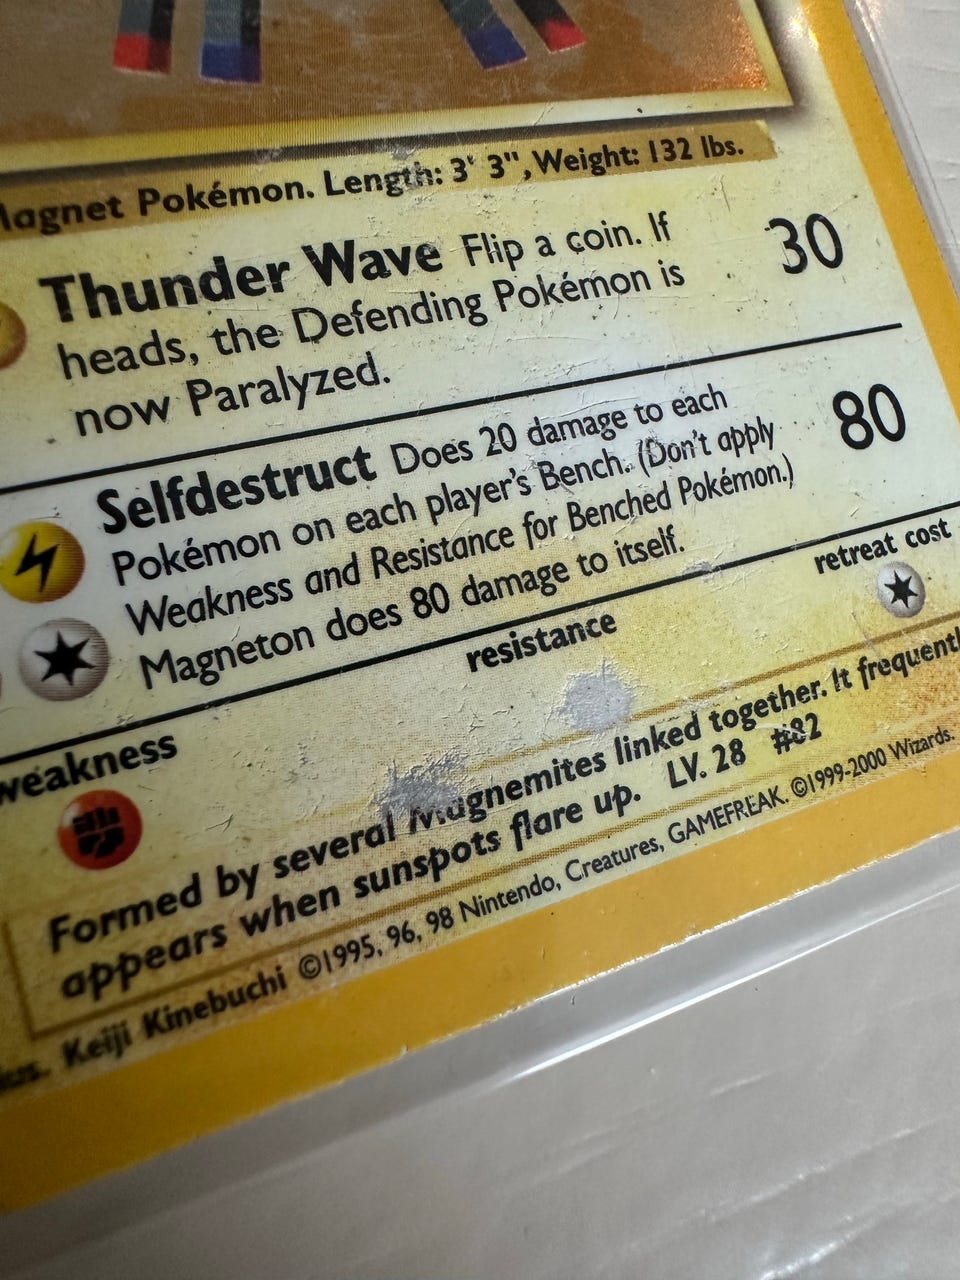 Magnet Pokémon. Length: 3' 3", Weight: 132 lbs.
Thunder Wave Flip a coin. If
heads, the Defending Pokémon is
now Paralyzed.
30
Selfdestruct Does 20 damage to each
Pokémon on each player's Bench. (Don't apply
Weakness and Resistance for Benched Pokémon.)
Magneton does 80 damage to itself.
80
weakness
resistance
retreat cost
Formed by several Magnemites linked together. It frequently
appears when sunspots flare up. LV. 28 #82
Illus. Keiji Kinebuchi ©1995, 96, 98 Nintendo, Creatures, GAMEFREAK. ©1999-2000 Wizards.